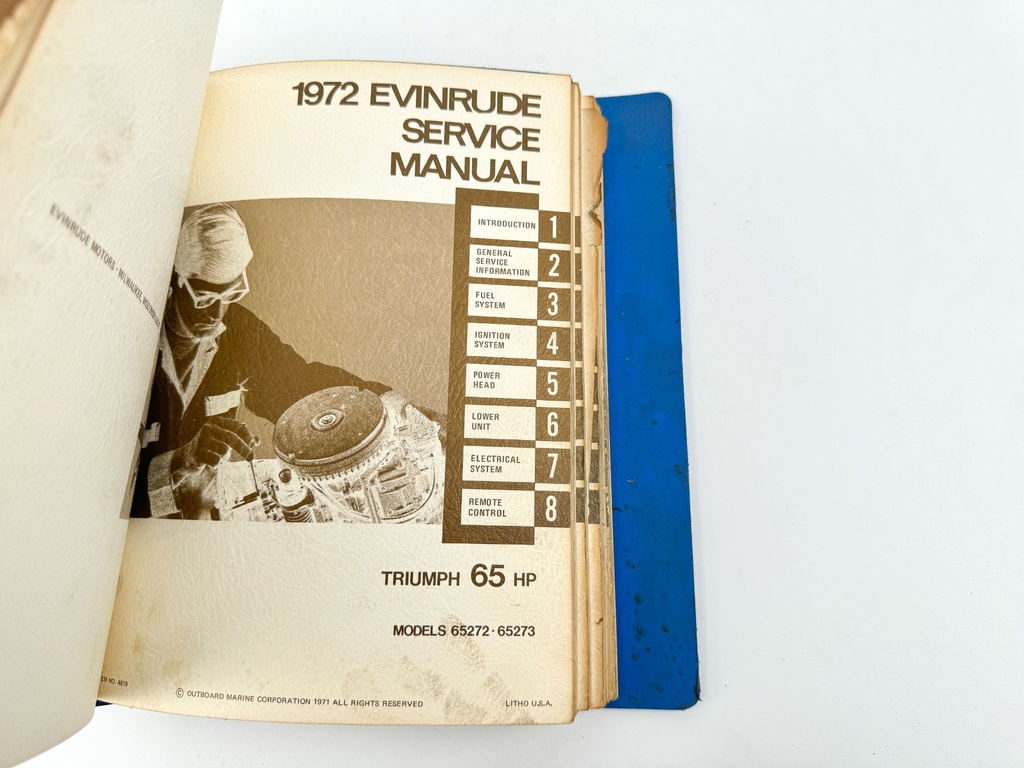 EVINRUDE MOTORS · MILWAUKEE,
1972 EVINRUDE
SERVICE
MANUAL
INTRODUCTION 1
GENERAL
SERVICE
INFORMATION 2
FUEL
SYSTEM 3
IGNITION
SYSTEM 4
POWER
HEAD 5
LOWER
UNIT 6
ELECTRICAL
SYSTEM 7
REMOTE
CONTROL 8
TRIUMPH 65 HP
MODELS 65272 · 65273
NO. 4819
© OUTBOARD MARINE CORPORATION 1971 ALL RIGHTS RESERVED
LITHO U.S.A.